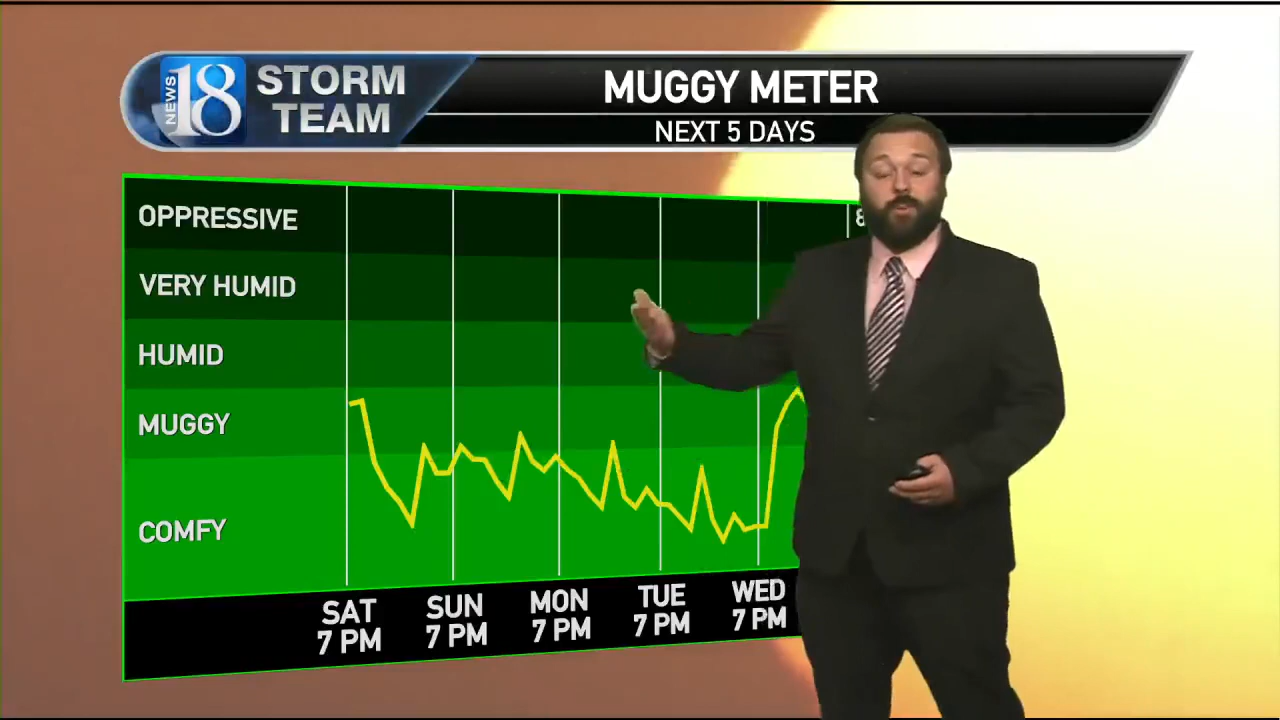 NEWS 18 STORM TEAM
MUGGY METER
NEXT 5 DAYS
OPPRESSIVE
VERY HUMID
HUMID
MUGGY
COMFY
SAT 7 PM
SUN 7 PM
MON 7 PM
TUE 7 PM
WED 7 PM